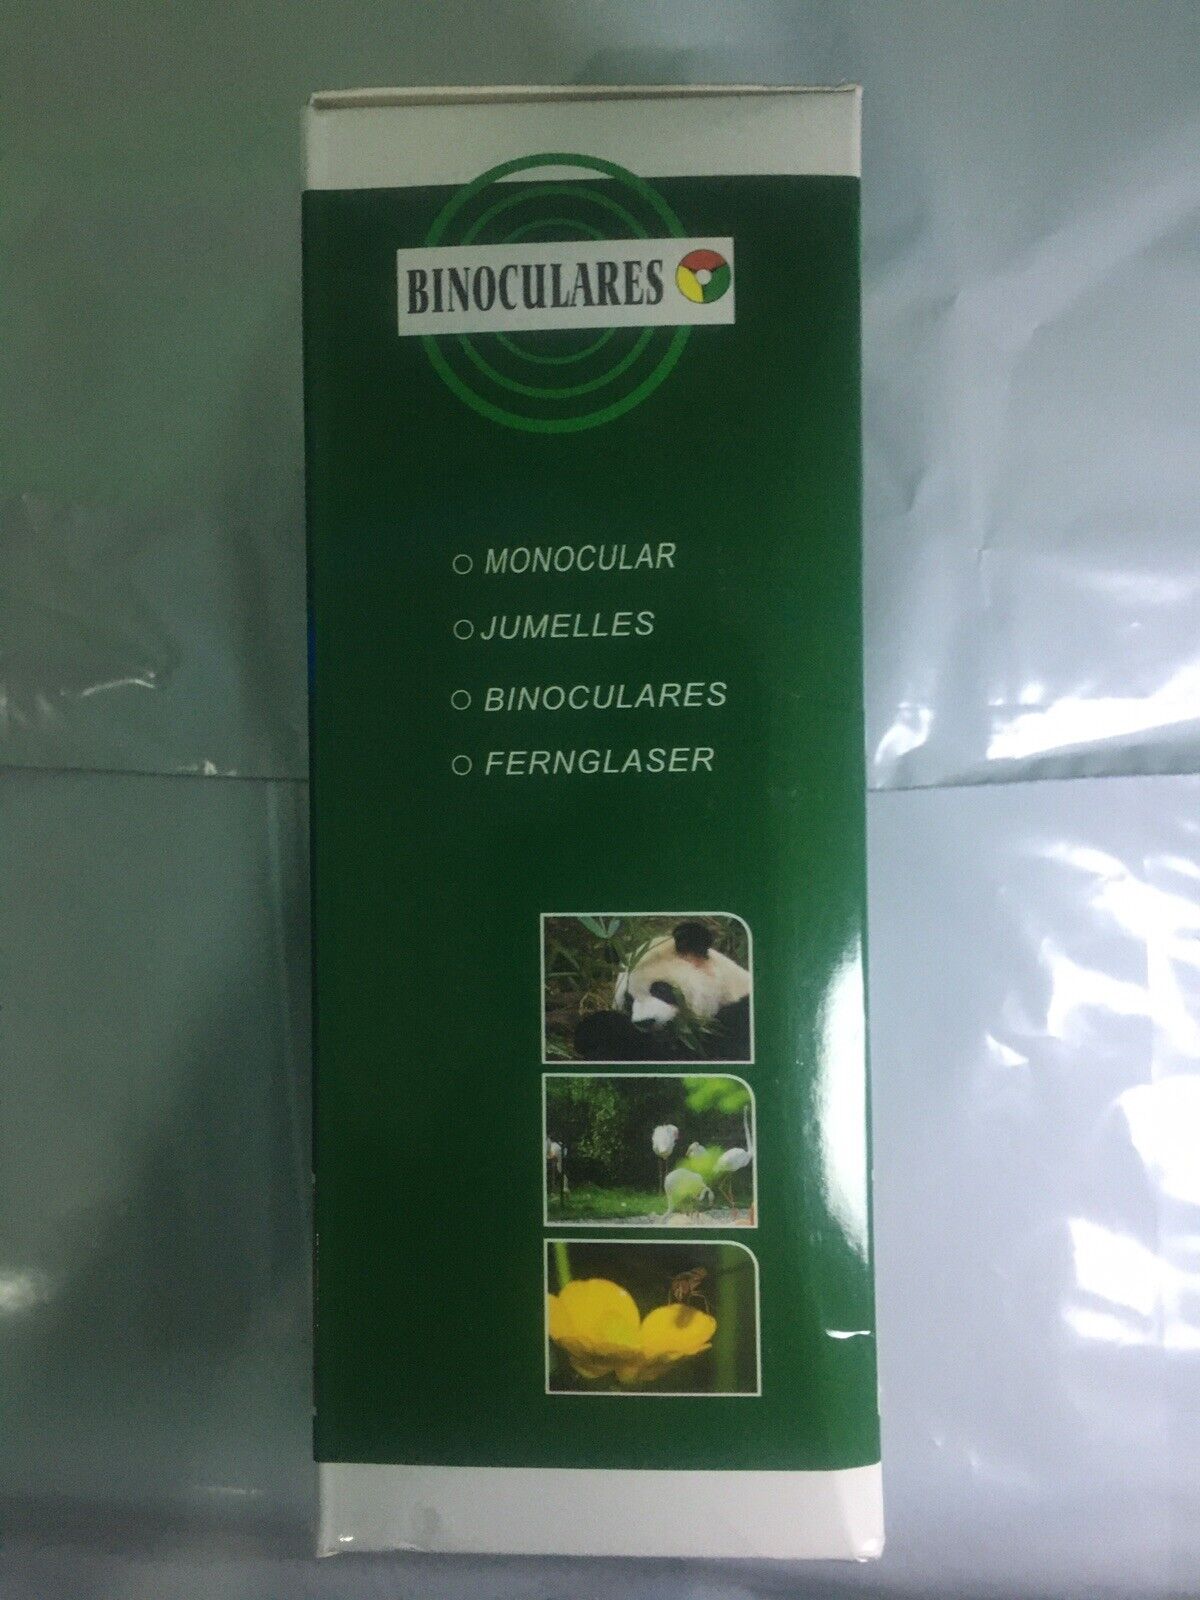 BINOCULARES
MONOCULAR
JUMELLES
BINOCULARES
FERNGLASER